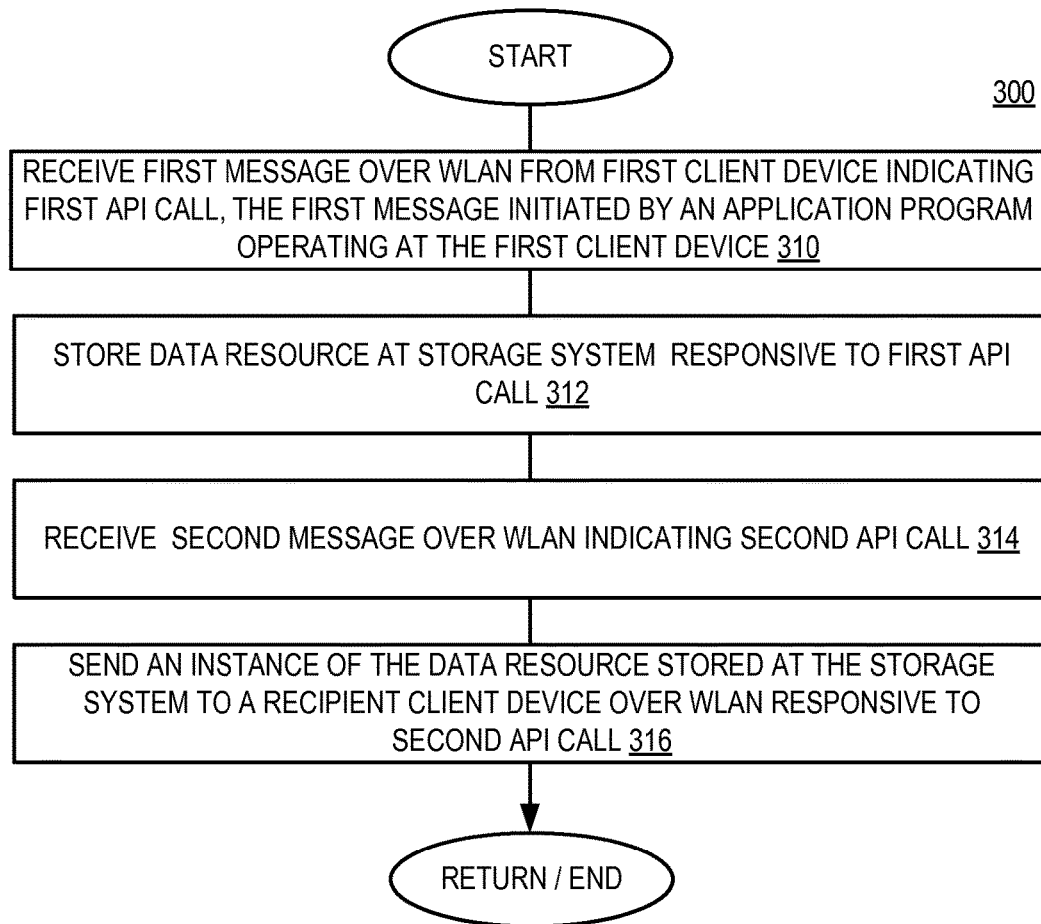 START
300
RECEIVE FIRST MESSAGE OVER WLAN FROM FIRST CLIENT DEVICE INDICATING
FIRST API CALL, THE FIRST MESSAGE INITIATED BY AN APPLICATION PROGRAM
OPERATING AT THE FIRST CLIENT DEVICE 310
STORE DATA RESOURCE AT STORAGE SYSTEM RESPONSIVE TO FIRST API
CALL 312
RECEIVE SECOND MESSAGE OVER WLAN INDICATING SECOND API CALL 314
SEND AN INSTANCE OF THE DATA RESOURCE STORED AT THE STORAGE
SYSTEM TO A RECIPIENT CLIENT DEVICE OVER WLAN RESPONSIVE TO
SECOND API CALL 316
RETURN / END